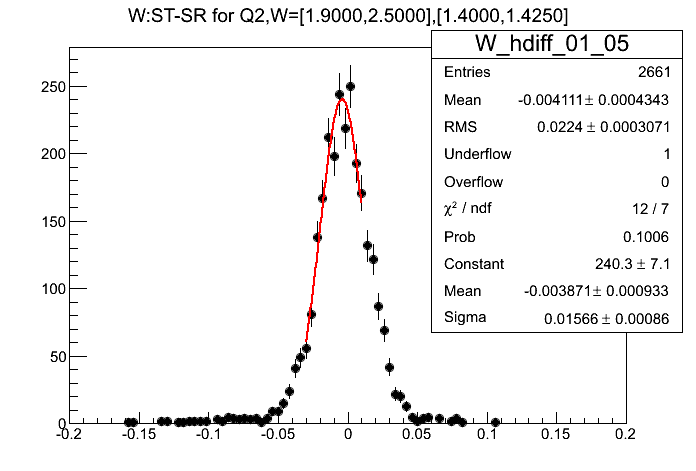 W:ST-SR for Q2,W=[1.9000,2.5000],[1.4000,1.4250]
W_hdiff_01_05
Entries 2661
Mean -0.004111± 0.0004343
RMS 0.0224 ± 0.0003071
Underflow 1
Overflow 0
χ² / ndf 12 / 7
Prob 0.1006
Constant 240.3 ± 7.1
Mean -0.003871± 0.000933
Sigma 0.01566 ± 0.00086
250
200
150
100
50
0
-0.2 -0.15 -0.1 -0.05 0 0.05 0.1 0.15 0.2